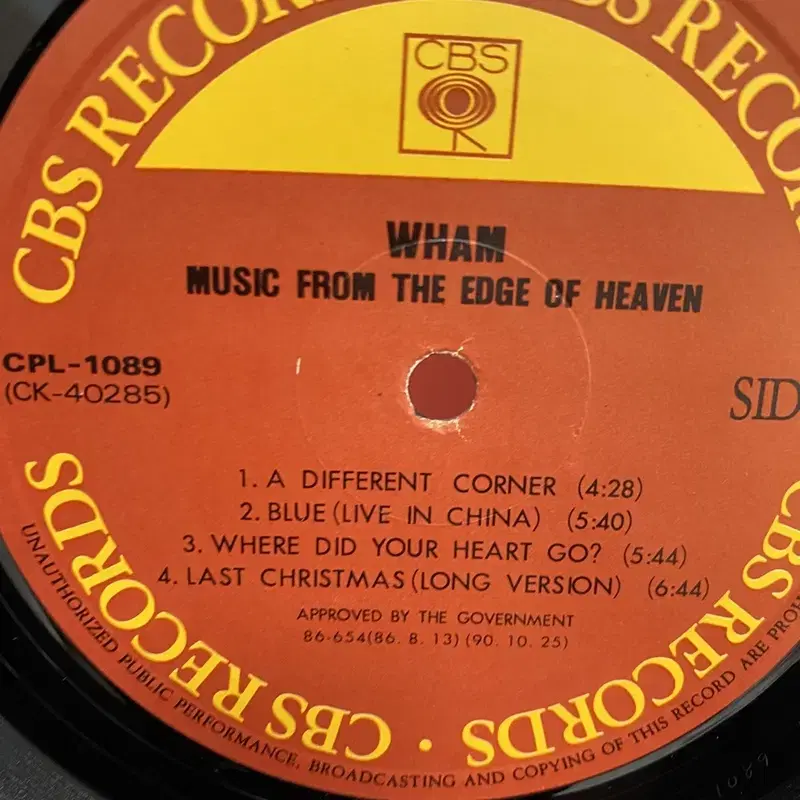 CBS RECORDS
CBS
WHAM
MUSIC FROM THE EDGE OF HEAVEN
CPL-1089
(CK-40285)
SID
1. A DIFFERENT CORNER (4:28)
2. BLUE (LIVE IN CHINA) (5:40)
3. WHERE DID YOUR HEART GO? (5:44)
4. LAST CHRISTMAS (LONG VERSION) (6:44)
APPROVED BY THE GOVERNMENT
86-654(86. 8. 13) (90. 10. 25)
CBS RECORDS · CBS RECORDS
UNAUTHORIZED PUBLIC PERFORMANCE, BROADCASTING AND COPYING OF THIS RECORD ARE PROH
1089